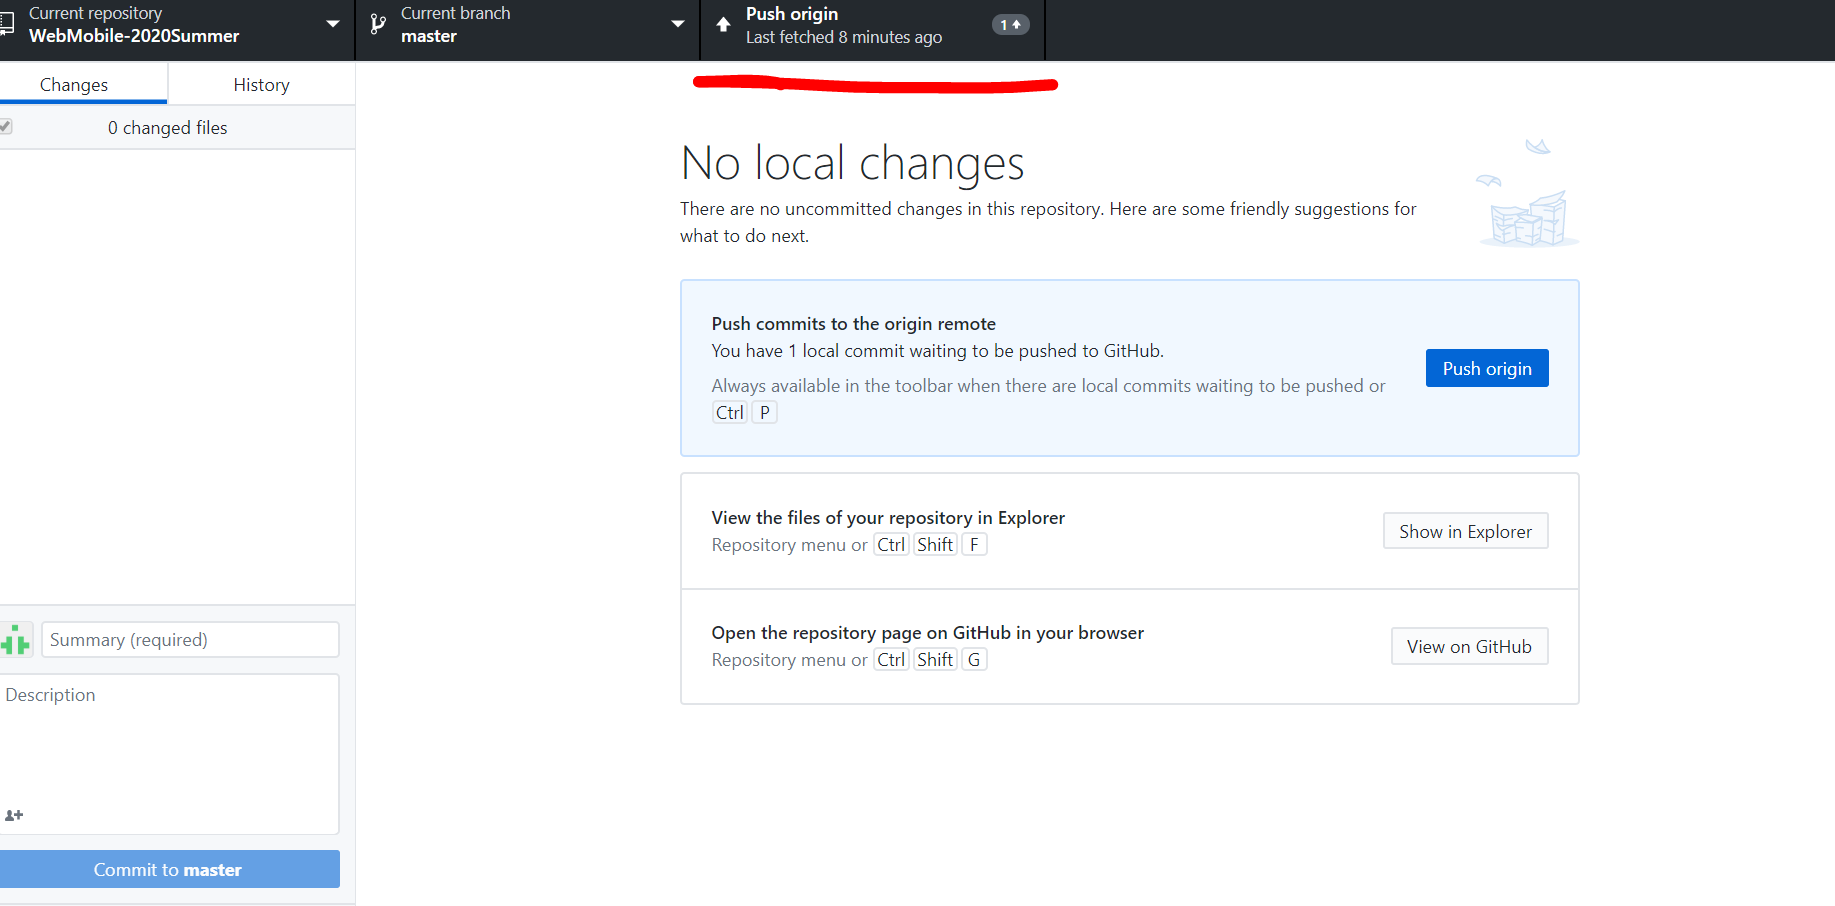 Current repository
WebMobile-2020Summer
Current branch
master
Push origin
Last fetched 8 minutes ago
1
Changes
History
0 changed files
No local changes
There are no uncommitted changes in this repository. Here are some friendly suggestions for
what to do next.
Push commits to the origin remote
You have 1 local commit waiting to be pushed to GitHub.
Always available in the toolbar when there are local commits waiting to be pushed or
Ctrl P
Push origin
View the files of your repository in Explorer
Repository menu or Ctrl Shift F
Show in Explorer
Open the repository page on GitHub in your browser
Repository menu or Ctrl Shift G
View on GitHub
Summary (required)
Description
Commit to master